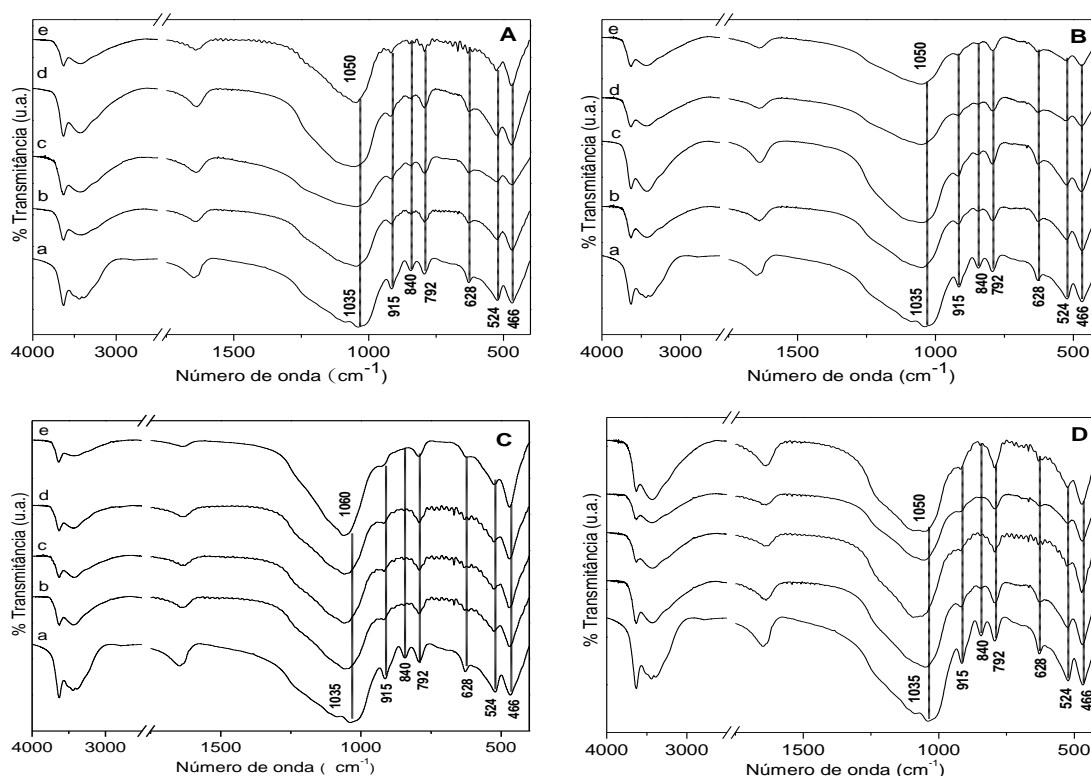 A
e
d
c
b
a
1050
1035
915
840
792
628
524
466
% Transmitância (u.a.)
4000
3000
1500
1000
500
Número de onda (cm-1)
B
e
d
c
b
a
1050
1035
915
840
792
628
524
466
% Transmitância (u.a.)
4000
3000
1500
1000
500
Número de onda (cm-1)
C
e
d
c
b
a
1060
1035
915
840
792
628
524
466
% Transmitância (u.a.)
4000
3000
1500
1000
500
Número de onda ( cm-1)
D
1050
1035
915
840
792
628
524
466
% Transmitância (u.a.)
4000
3000
1500
1000
500
Número de onda (cm-1)